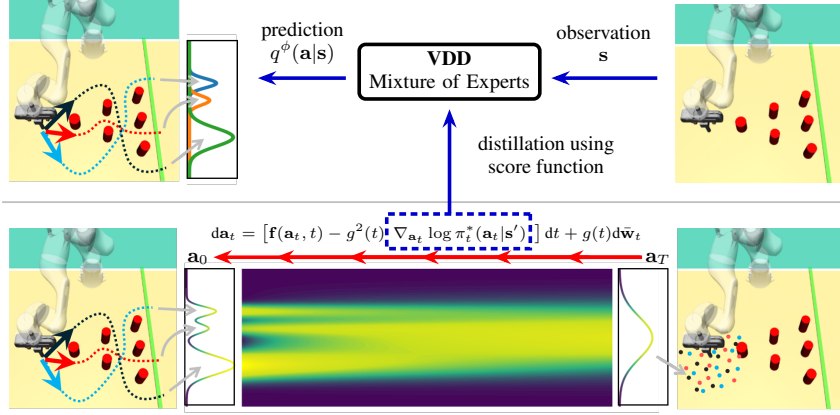 prediction
q^ϕ(a|s)
VDD
Mixture of Experts
observation
s
distillation using
score function
da_t = [f(a_t, t) − g²(t) ∇_{a_t} log π*_t(a_t|s′) ] dt + g(t)dw̄_t
a_0
a_T